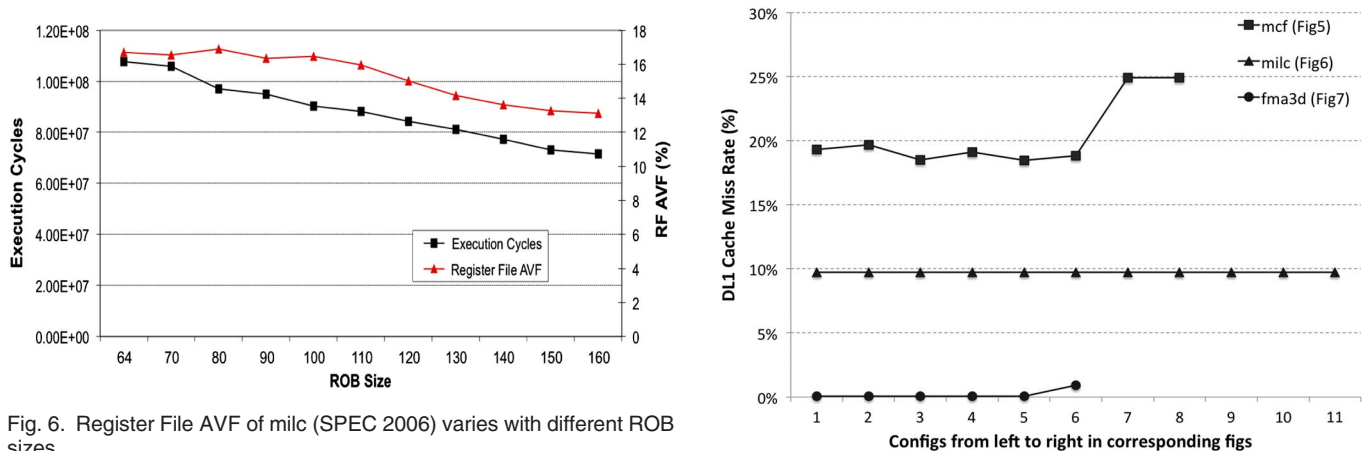 1.20E+08
1.00E+08
8.00E+07
6.00E+07
4.00E+07
2.00E+07
0.00E+00
Execution Cycles
18
16
14
12
10
8
6
4
2
0
RF AVF (%)
Execution Cycles
Register File AVF
64 70 80 90 100 110 120 130 140 150 160
ROB Size
Fig. 6. Register File AVF of milc (SPEC 2006) varies with different ROB
sizes
30%
25%
20%
15%
10%
5%
0%
DL1 Cache Miss Rate (%)
mcf (Fig5)
milc (Fig6)
fma3d (Fig7)
1 2 3 4 5 6 7 8 9 10 11
Configs from left to right in corresponding figs